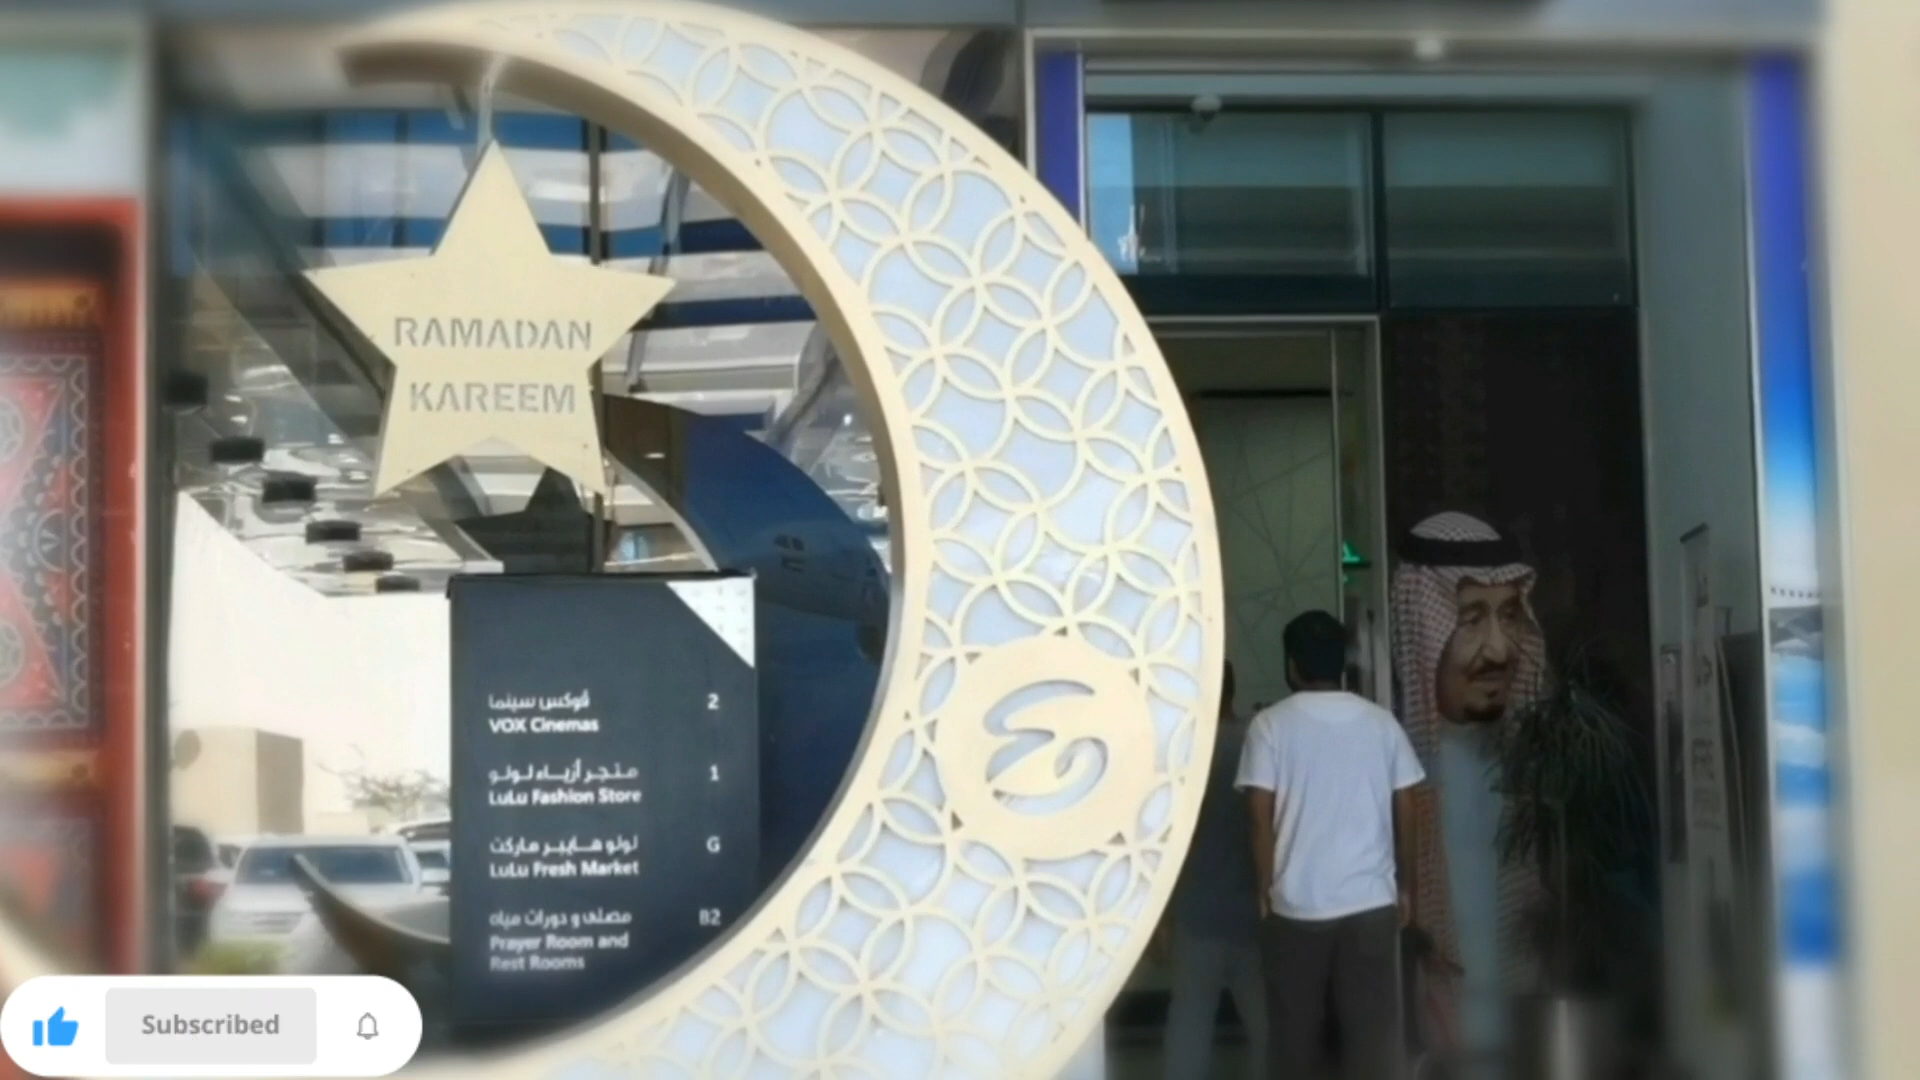 RAMADAN
KAREEM
ڤوكس سينما 2
VOX Cinemas
متجر أزياء لولو 1
LuLu Fashion Store
لولو هايبر ماركت G
LuLu Fresh Market
مصلى و دورات مياه B2
Prayer Room and
Rest Rooms
Subscribed